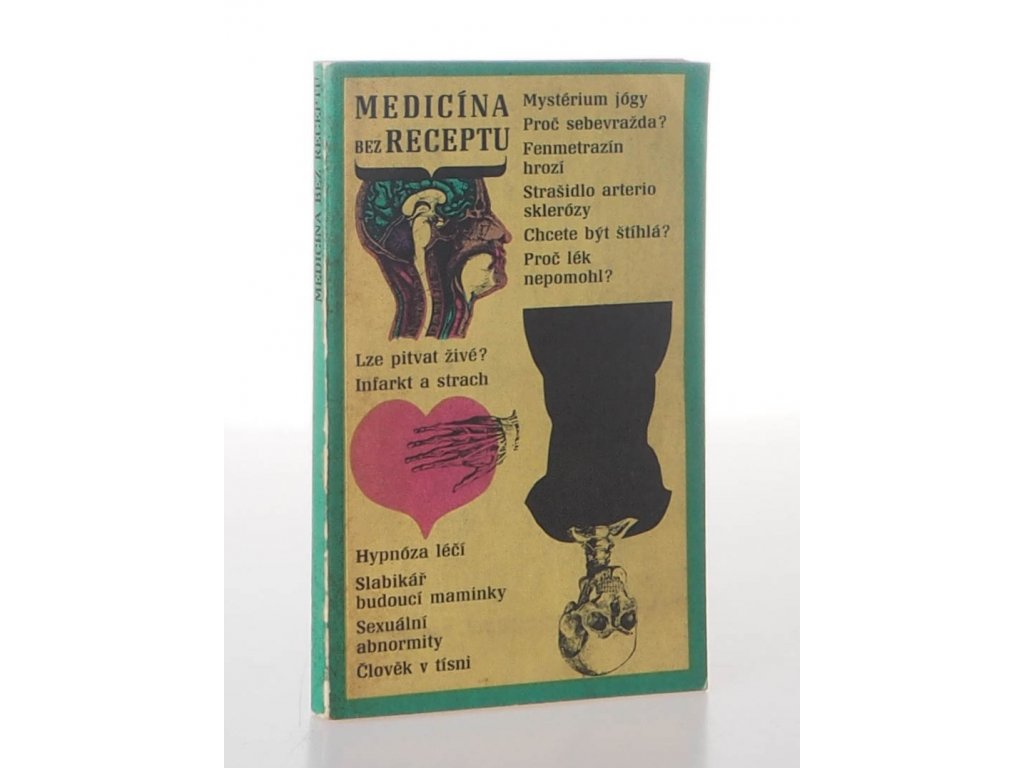 MEDICÍNA BEZ RECEPTU
MEDICÍNA
BEZ RECEPTU
Mystérium jógy
Proč sebevražda?
Fenmetrazín
hrozí
Strašidlo arterio
sklerózy
Chcete být štíhlá?
Proč lék
nepomohl?
Lze pitvat živé?
Infarkt a strach
Hypnóza léčí
Slabikář
budoucí maminky
Sexuální
abnormity
Člověk v tísni